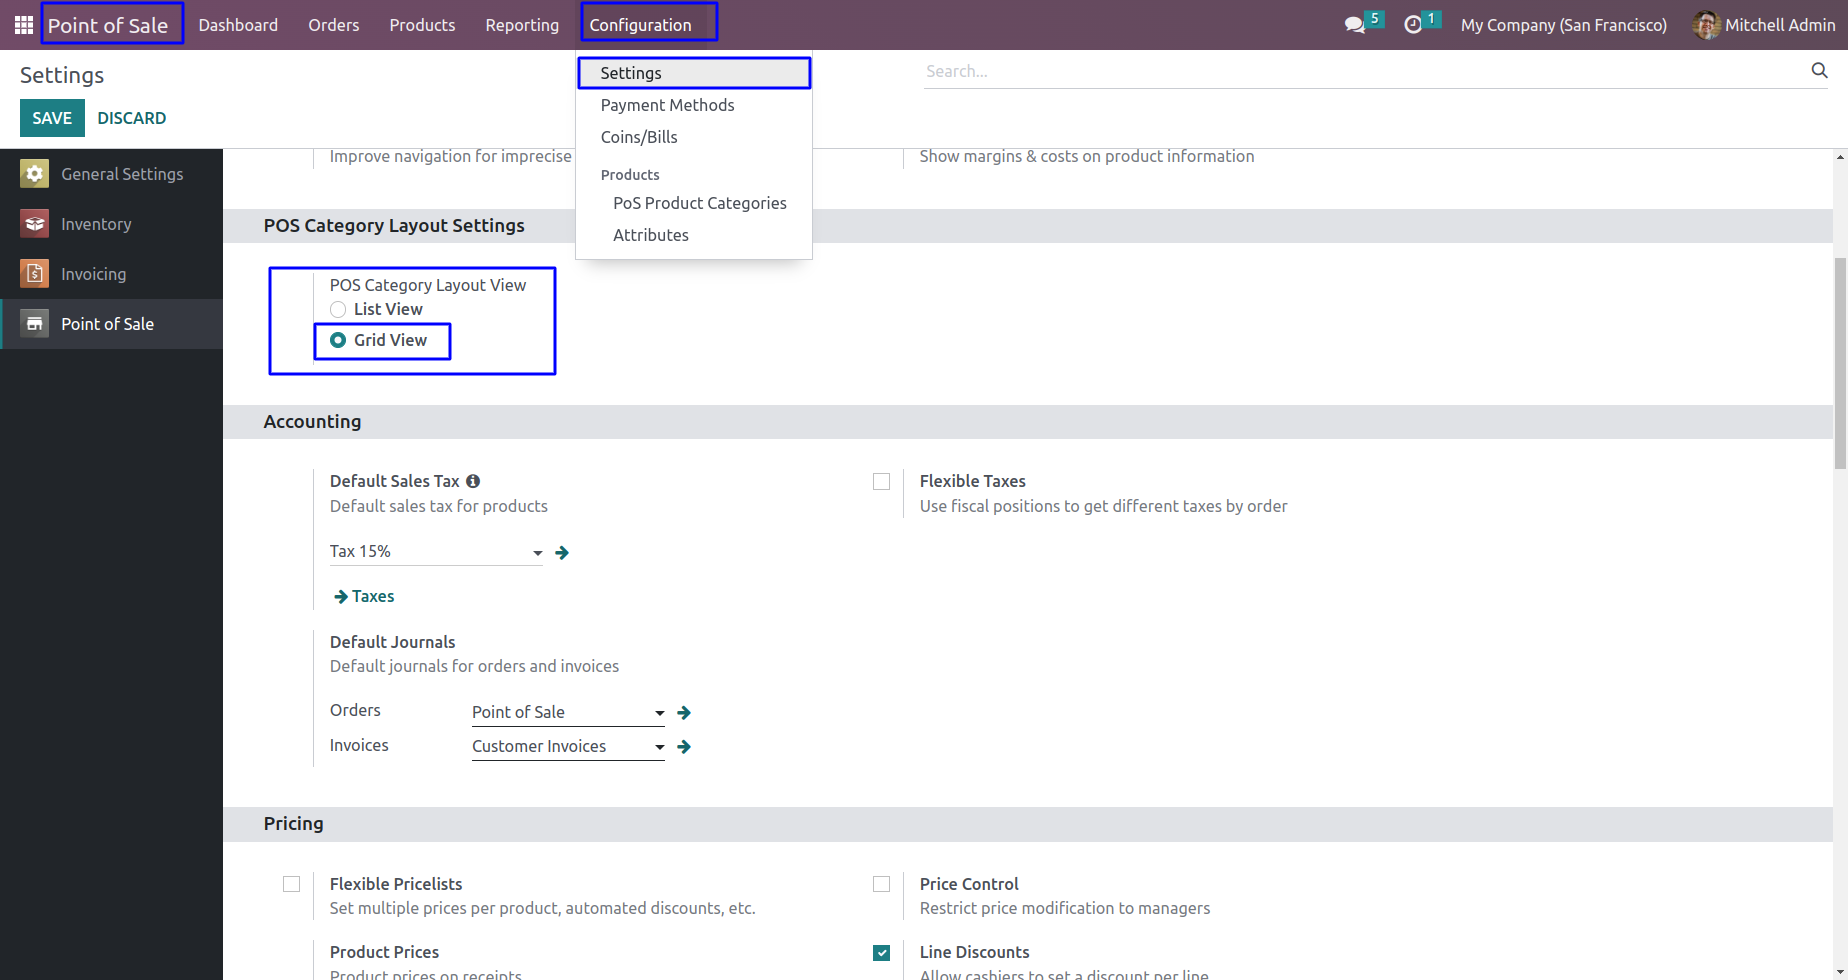 Point of Sale Dashboard Orders Products Reporting Configuration 5 1 My Company (San Francisco) Mitchell Admin
Settings
SAVE DISCARD
Settings
Payment Methods
Coins/Bills
Products
PoS Product Categories
Attributes
Search...
General Settings
Inventory
Invoicing
Point of Sale
Improve navigation for imprecise
Show margins & costs on product information
POS Category Layout Settings
POS Category Layout View
List View
Grid View
Accounting
Default Sales Tax
Default sales tax for products
Tax 15%
Taxes
Flexible Taxes
Use fiscal positions to get different taxes by order
Default Journals
Default journals for orders and invoices
Orders Point of Sale
Invoices Customer Invoices
Pricing
Flexible Pricelists
Set multiple prices per product, automated discounts, etc.
Price Control
Restrict price modification to managers
Product Prices
Product prices on receipts
Line Discounts
Allow cashiers to set a discount per line